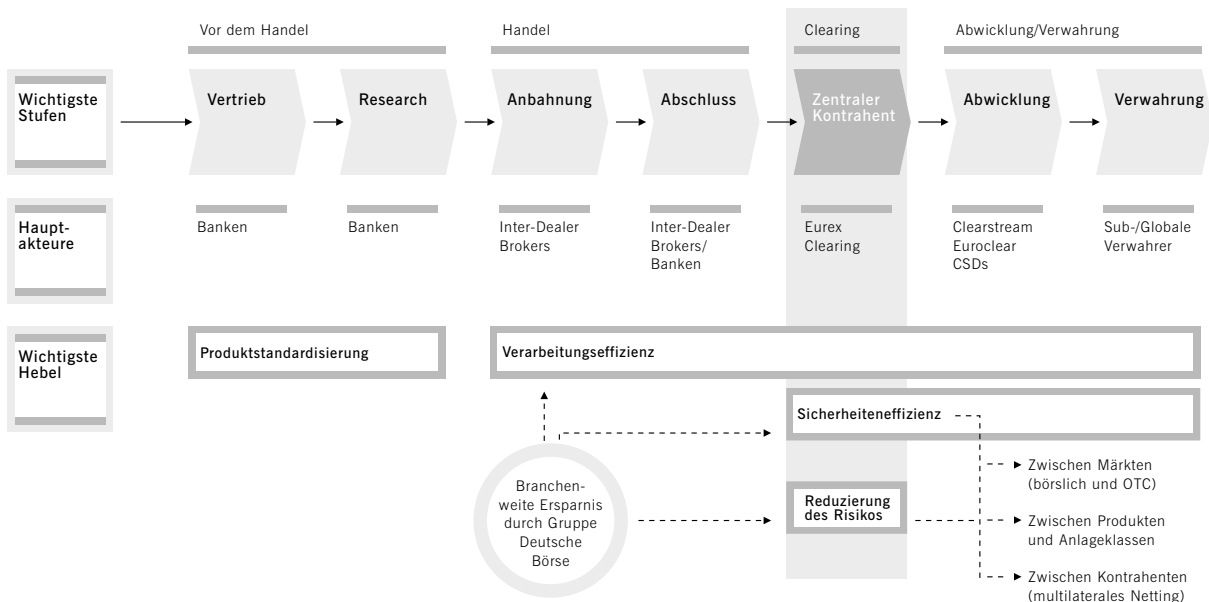 Vor dem Handel
Handel
Clearing
Abwicklung/Verwahrung
Wichtigste
Stufen
Vertrieb
Research
Anbahnung
Abschluss
Zentraler
Kontrahent
Abwicklung
Verwahrung
Haupt-
akteure
Banken
Banken
Inter-Dealer
Brokers
Inter-Dealer
Brokers/
Banken
Eurex
Clearing
Clearstream
Euroclear
CSDs
Sub-/Globale
Verwahrer
Wichtigste
Hebel
Produktstandardisierung
Verarbeitungseffizienz
Sicherheiteneffizienz
Branchen-
weite Ersparnis
durch Gruppe
Deutsche
Börse
Reduzierung
des Risikos
Zwischen Märkten
(börslich und OTC)
Zwischen Produkten
und Anlageklassen
Zwischen Kontrahenten
(multilaterales Netting)